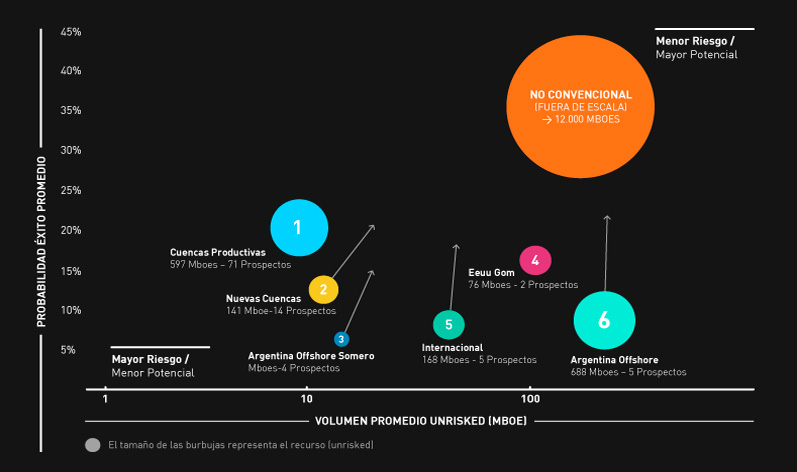 45%
40%
35%
30%
25%
20%
15%
10%
5%
PROBABILIDAD ÉXITO PROMEDIO
Menor Riesgo /
Mayor Potencial
NO CONVENCIONAL
(FUERA DE ESCALA)
→ 12.000 MBOES
1
Cuencas Productivas
597 Mboes – 71 Prospectos
2
Nuevas Cuencas
141 Mboe-14 Prospectos
3
Argentina Offshore Somero
Mboes-4 Prospectos
4
Eeuu Gom
76 Mboes - 2 Prospectos
5
Internacional
168 Mboes - 5 Prospectos
6
Argentina Offshore
688 Mboes – 5 Prospectos
Mayor Riesgo /
Menor Potencial
1
10
100
VOLUMEN PROMEDIO UNRISKED (MBOE)
El tamaño de las burbujas representa el recurso (unrisked)